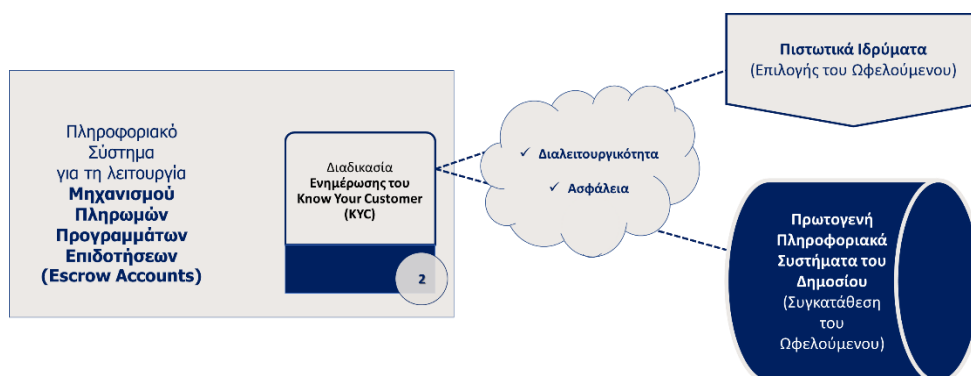 Πληροφοριακό
Σύστημα
για τη λειτουργία
Μηχανισμού
Πληρωμών
Προγραμμάτων
Επιδοτήσεων
(Escrow Accounts)
Διαδικασία
Ενημέρωσης του
Know Your Customer
(KYC)
2
✓ Διαλειτουργικότητα
✓ Ασφάλεια
Πιστωτικά Ιδρύματα
(Επιλογής του Ωφελούμενου)
Πρωτογενή
Πληροφοριακά
Συστήματα του
Δημοσίου
(Συγκατάθεση
του
Ωφελούμενου)